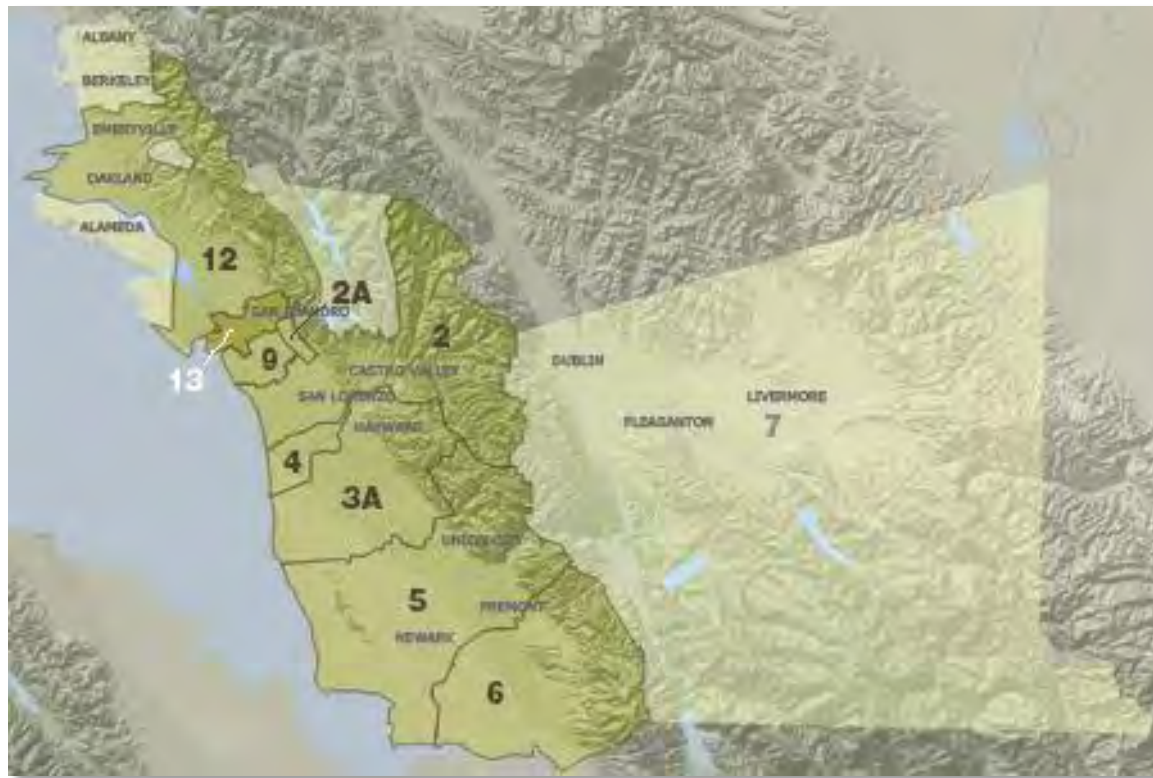 ALBANY
BERKELEY
EMERYVILLE
OAKLAND
ALAMEDA
12
2A
SAN LEANDRO
2
9
13
DUBLIN
CASTRO VALLEY
SAN LORENZO
LIVERMORE
HAYWARD
PLEASANTON
7
4
3A
UNION CITY
5
FREMONT
NEWARK
6